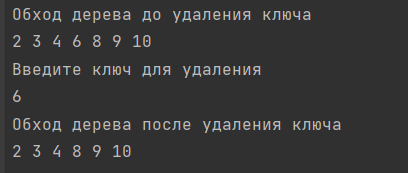 Обход дерева до удаления ключа
2 3 4 6 8 9 10
Введите ключ для удаления
6
Обход дерева после удаления ключа
2 3 4 8 9 10